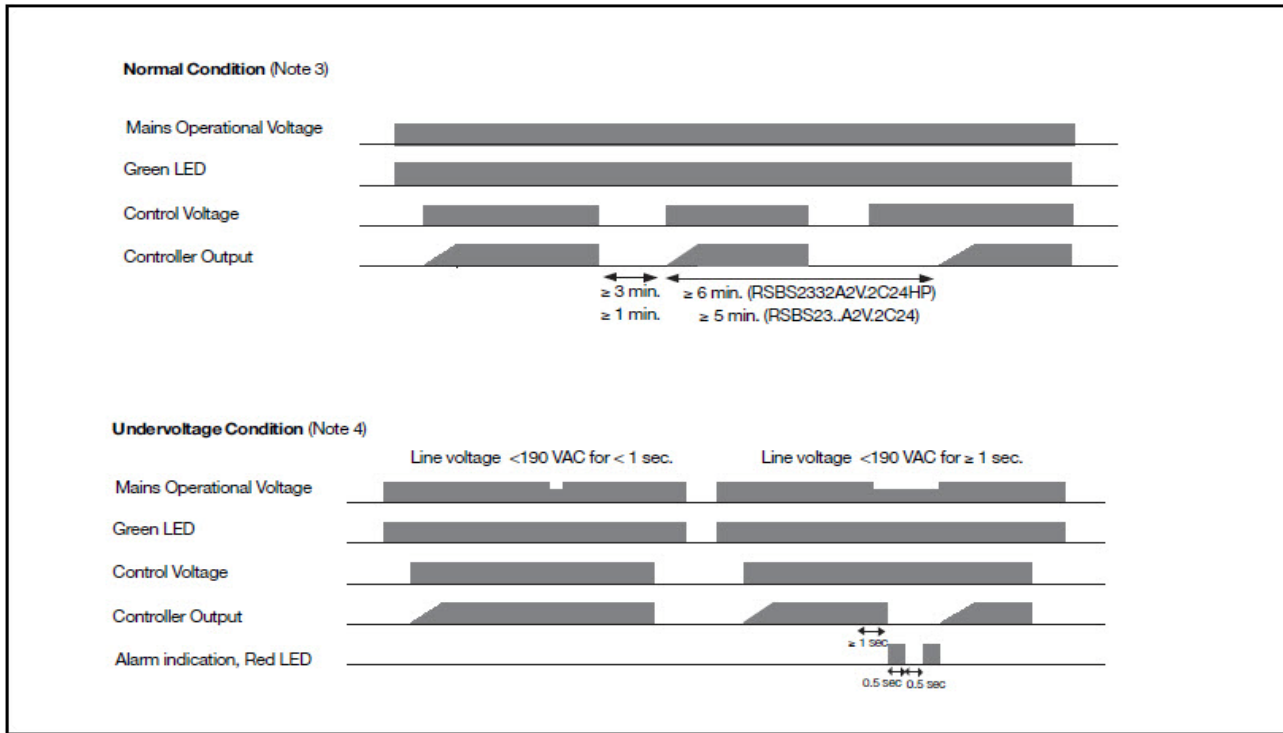 Normal Condition (Note 3)
Mains Operational Voltage
Green LED
Control Voltage
Controller Output
≥ 3 min.
≥ 6 min. (RSBS2332A2V.2C24HP)
≥ 1 min.
≥ 5 min. (RSBS23..A2V.2C24)
Undervoltage Condition (Note 4)
Line voltage <190 VAC for < 1 sec.
Line voltage <190 VAC for ≥ 1 sec.
Mains Operational Voltage
Green LED
Control Voltage
Controller Output
≥ 1 sec
Alarm indication, Red LED
0.5 sec
0.5 sec